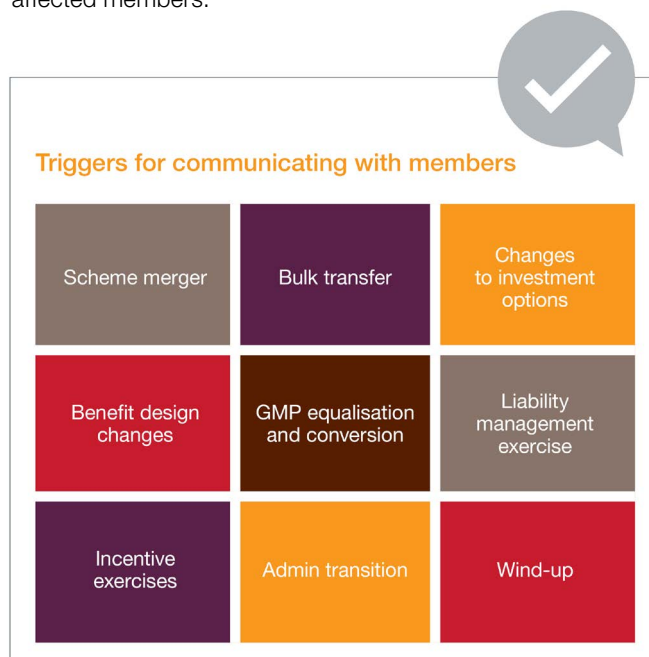 affected members.
Triggers for communicating with members
Scheme merger
Bulk transfer
Changes
to investment
options
Benefit design
changes
GMP equalisation
and conversion
Liability
management
exercise
Incentive
exercises
Admin transition
Wind-up